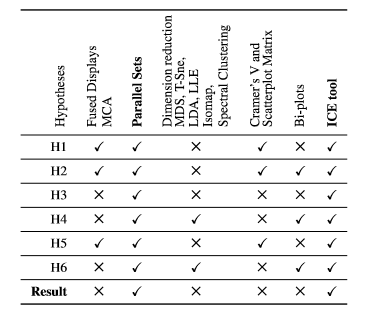 Hypotheses
Fused Displays
MCA
Parallel Sets
Dimension reduction
MDS, T-Sne,
LDA, LLE
Isomap,
Spectral Clustering
Cramer's V and
Scatterplot Matrix
Bi-plots
ICE tool
H1 ✓ ✓ ✕ ✓ ✕ ✓
H2 ✓ ✓ ✕ ✓ ✓ ✓
H3 ✕ ✓ ✕ ✕ ✕ ✓
H4 ✕ ✓ ✓ ✕ ✓ ✓
H5 ✓ ✓ ✕ ✓ ✕ ✓
H6 ✕ ✓ ✓ ✕ ✓ ✓
Result ✕ ✓ ✕ ✕ ✕ ✓